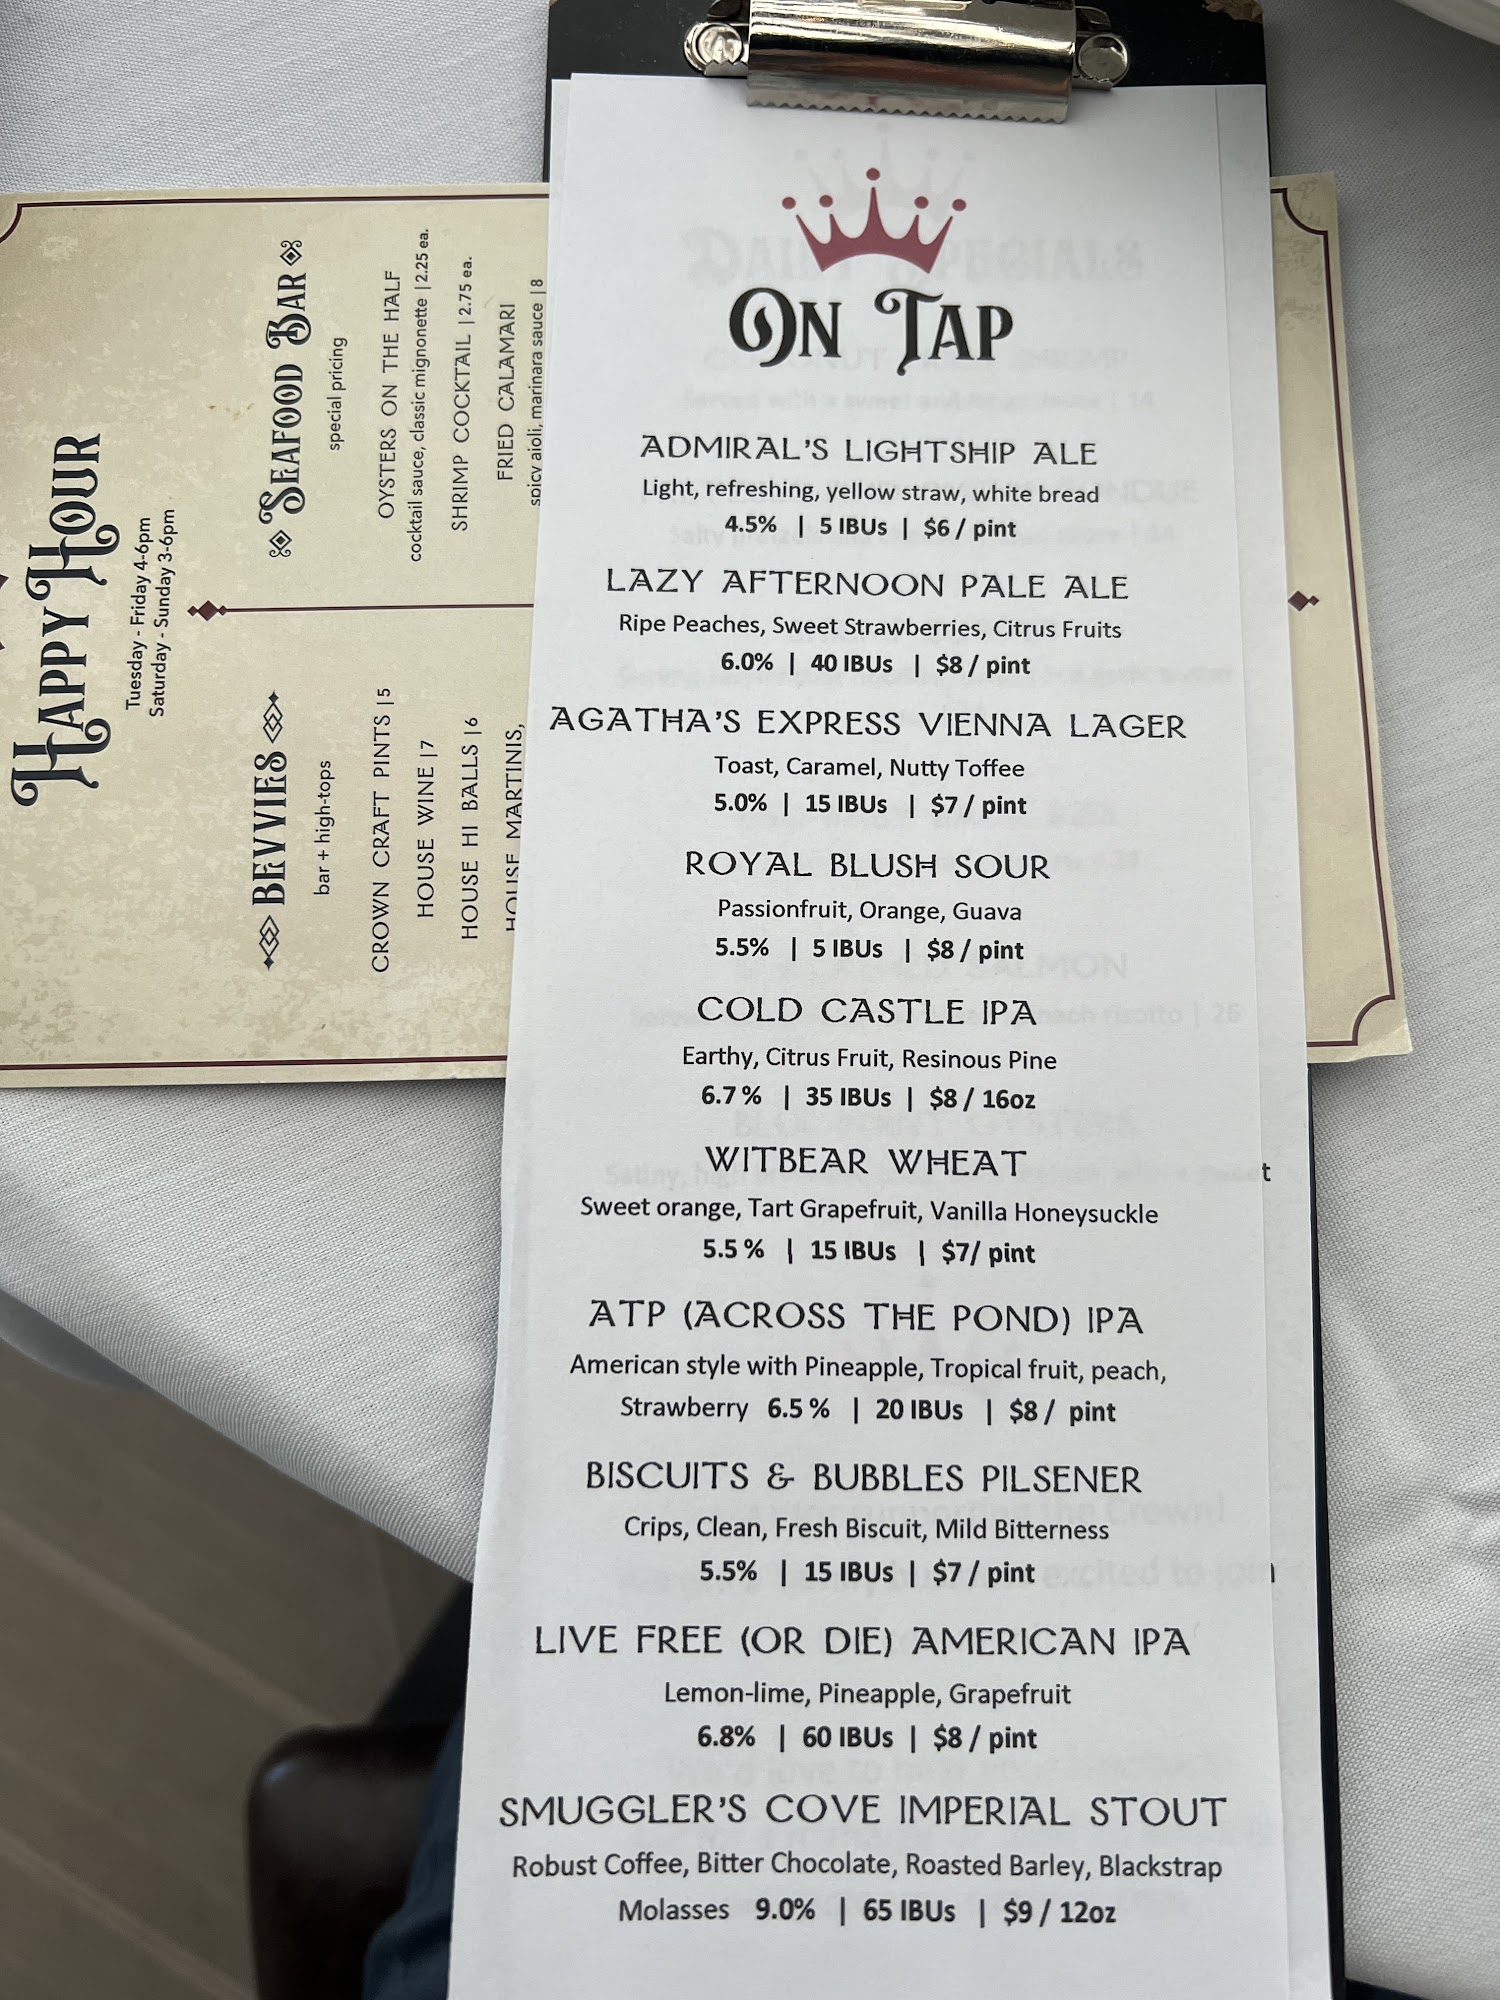 ON TAP
ADMIRAL'S LIGHTSHIP ALE
Light, refreshing, yellow straw, white bread
4.5% | 5 IBUs | $6 / pint
LAZY AFTERNOON PALE ALE
Ripe Peaches, Sweet Strawberries, Citrus Fruits
6.0% | 40 IBUs | $8 / pint
AGATHA'S EXPRESS VIENNA LAGER
Toast, Caramel, Nutty Toffee
5.0% | 15 IBUs | $7 / pint
ROYAL BLUSH SOUR
Passionfruit, Orange, Guava
5.5% | 5 IBUs | $8 / pint
COLD CASTLE IPA
Earthy, Citrus Fruit, Resinous Pine
6.7 % | 35 IBUs | $8 / 16oz
WITBEAR WHEAT
Sweet orange, Tart Grapefruit, Vanilla Honeysuckle
5.5 % | 15 IBUs | $7/ pint
ATP (ACROSS THE POND) IPA
American style with Pineapple, Tropical fruit, peach,
Strawberry 6.5 % | 20 IBUs | $8 / pint
BISCUITS & BUBBLES PILSENER
Crips, Clean, Fresh Biscuit, Mild Bitterness
5.5% | 15 IBUs | $7 / pint
LIVE FREE (OR DIE) AMERICAN IPA
Lemon-lime, Pineapple, Grapefruit
6.8% | 60 IBUs | $8 / pint
SMUGGLER'S COVE IMPERIAL STOUT
Robust Coffee, Bitter Chocolate, Roasted Barley, Blackstrap
Molasses 9.0% | 65 IBUs | $9 / 12oz
HAPPY HOUR
Tuesday - Friday 4-6pm
Saturday - Sunday 3-6pm
BEVVIES
bar + high-tops
CROWN CRAFT PINTS |5
HOUSE WINE |7
HOUSE HI BALLS |6
HOUSE MARTINIS,
SEAFOOD BAR
special pricing
OYSTERS ON THE HALF
cocktail sauce, classic mignonette |2.25 ea.
SHRIMP COCKTAIL |2.75 ea.
FRIED CALAMARI
spicy aioli, marinara sauce |8